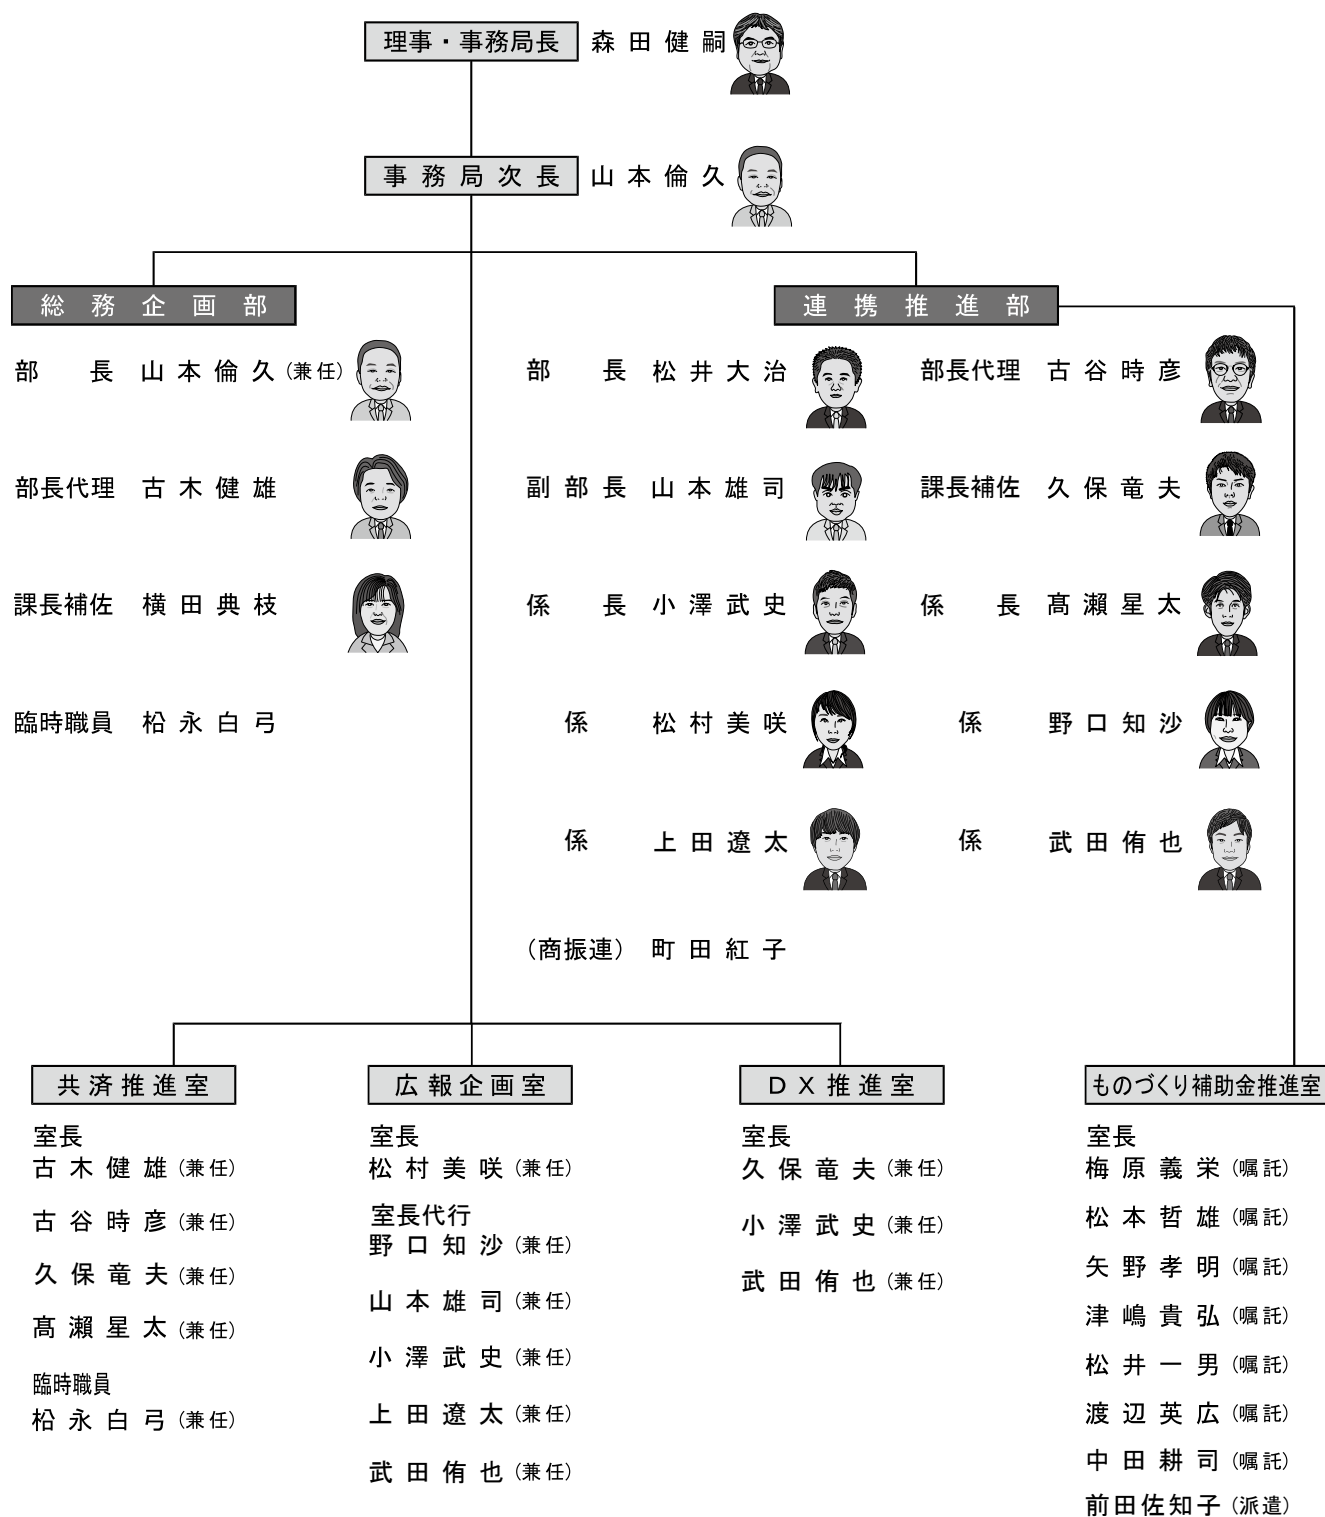 理事・事務局長 森田健嗣
事務局次長 山本倫久
総務企画部
部長 山本倫久（兼任）
部長代理 古木健雄
課長補佐 横田典枝
臨時職員 枩永白弓
連携推進部
部長 松井大治
副部長 山本雄司
係長 小澤武史
係 松村美咲
係 上田遼太
（商振連） 町田紅子
部長代理 古谷時彦
課長補佐 久保竜夫
係長 髙瀨星太
係 野口知沙
係 武田侑也
共済推進室
室長
古木健雄（兼任）
古谷時彦（兼任）
久保竜夫（兼任）
髙瀨星太（兼任）
臨時職員
枩永白弓（兼任）
広報企画室
室長
松村美咲（兼任）
室長代行
野口知沙（兼任）
山本雄司（兼任）
小澤武史（兼任）
上田遼太（兼任）
武田侑也（兼任）
DX推進室
室長
久保竜夫（兼任）
小澤武史（兼任）
武田侑也（兼任）
ものづくり補助金推進室
室長
梅原義栄（嘱託）
松本哲雄（嘱託）
矢野孝明（嘱託）
津嶋貴弘（嘱託）
松井一男（嘱託）
渡辺英広（嘱託）
中田耕司（嘱託）
前田佐知子（派遣）